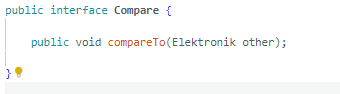 public interface Compare {
public void compareTo(Elektronik other);
}